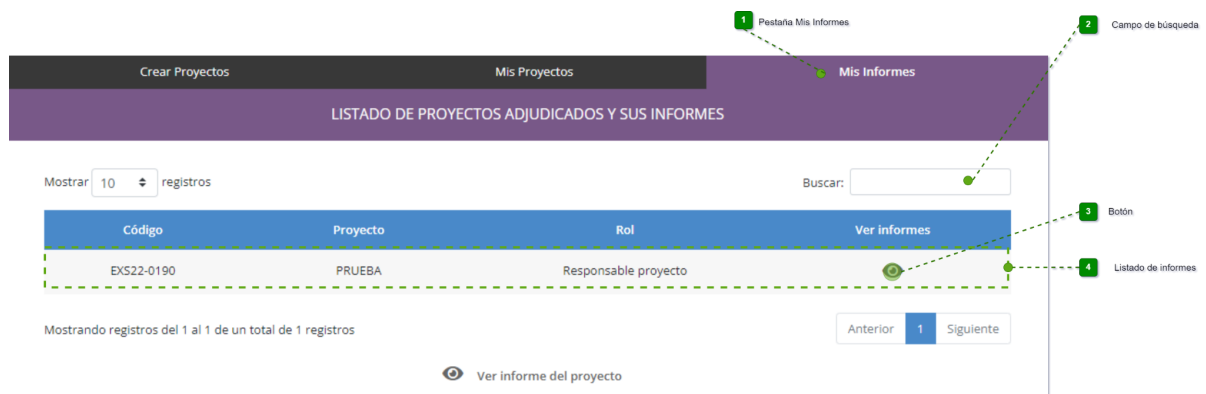 1 Pestaña Mis Informes
2 Campo de búsqueda
Crear Proyectos Mis Proyectos Mis Informes
LISTADO DE PROYECTOS ADJUDICADOS Y SUS INFORMES
Mostrar 10 registros Buscar:
3 Botón
Código Proyecto Rol Ver informes
EXS22-0190 PRUEBA Responsable proyecto
4 Listado de informes
Mostrando registros del 1 al 1 de un total de 1 registros Anterior 1 Siguiente
Ver informe del proyecto